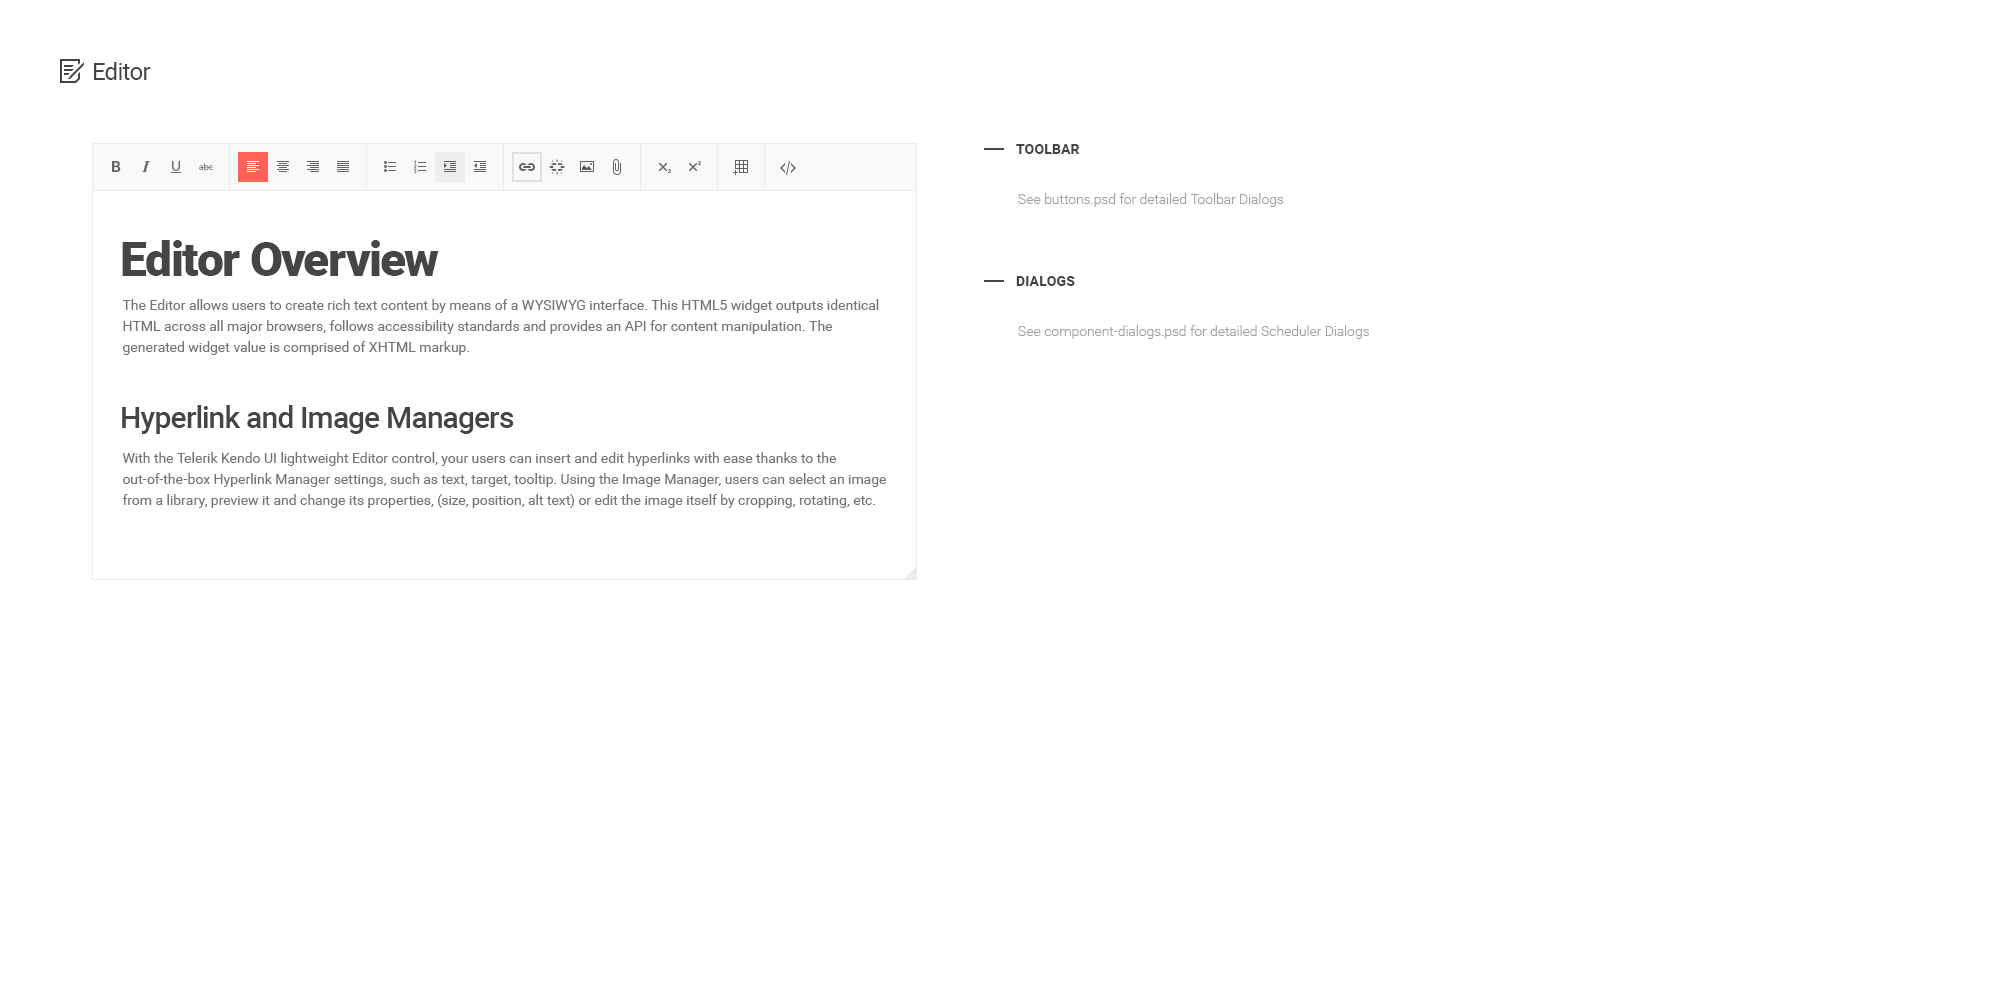 Editor
B I U abc
Editor Overview
The Editor allows users to create rich text content by means of a WYSIWYG interface. This HTML5 widget outputs identical
HTML across all major browsers, follows accessibility standards and provides an API for content manipulation. The
generated widget value is comprised of XHTML markup.
Hyperlink and Image Managers
With the Telerik Kendo UI lightweight Editor control, your users can insert and edit hyperlinks with ease thanks to the
out-of-the-box Hyperlink Manager settings, such as text, target, tooltip. Using the Image Manager, users can select an image
from a library, preview it and change its properties, (size, position, alt text) or edit the image itself by cropping, rotating, etc.
TOOLBAR
See buttons.psd for detailed Toolbar Dialogs
DIALOGS
See component-dialogs.psd for detailed Scheduler Dialogs